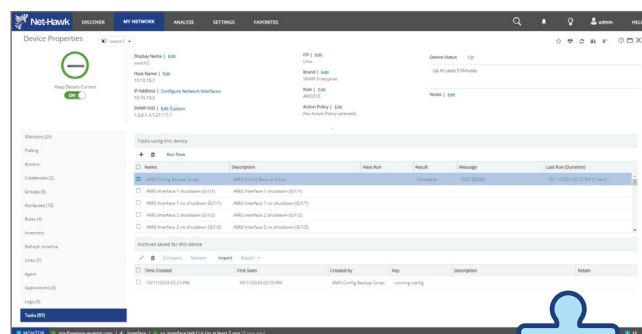 Net-Hawk DISCOVER MY NETWORK ANALYZE SETTINGS FAVORITES admin HELP
Device Properties switch2
Keep Details Current
ON
Display Name | Edit
switch2
Host Name | Edit
10.10.10.2
IP Address | Configure Network Interfaces
10.10.10.2
SNMP OID | Edit Custom
OS | Edit
Unix
Brand | Edit
SNMP Enterprise
Role | Edit
Action Policy | Edit
(No Action Policy selected)
Device Status Up
Up At Least 5 Minutes
Notes | Edit
Monitors (24)
Polling
Actions
Credentials (2)
Groups (8)
Attributes (12)
Roles (4)
Inventory
Refresh timeline
Links (1)
Agent
Applications (0)
Logs (0)
Tasks (97)
Tasks using this device
Run Now
Name Description Next Run Result Message Last Run (Duration)
AMG Config Backup Script AMG Config Backup Script Complete SUCCEEDED 10/11/2024 02:25 PM (7 secs)
AMG Interface 1 shutdown (G/1/1) AMG Interface 1 shutdown (G/1/1)
AMG Interface 1 no shutdown (G/1/1) AMG Interface 1 no shutdown (G/1/1)
AMG Interface 2 shutdown (G/1/2) AMG Interface 2 shutdown (G/1/2)
AMG Interface 2 no shutdown (G/1/2) AMG Interface 2 no shutdown (G/1/2)
Archives saved for this device
Compare Restore Import Export
Time Created First Seen Created by Key Description Retain
10/11/2024 02:25 PM 10/11/2024 02:25 PM AMG Config Backup Script running-config
MONITOR